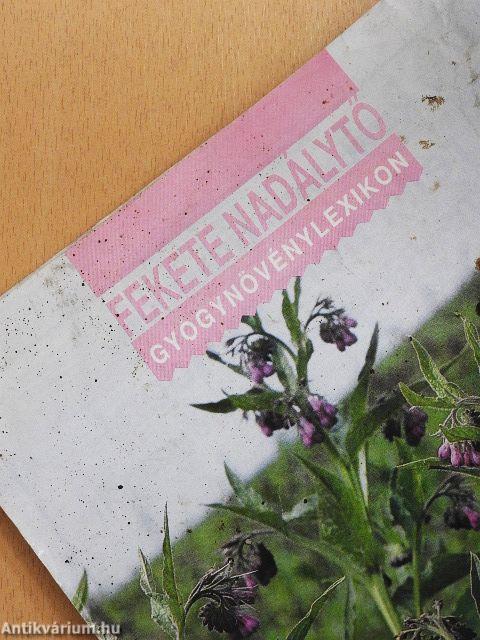 FEKETE NADÁLYTŐ
GYÓGYNÖVÉNYLEXIKON
Antikvárium.hu